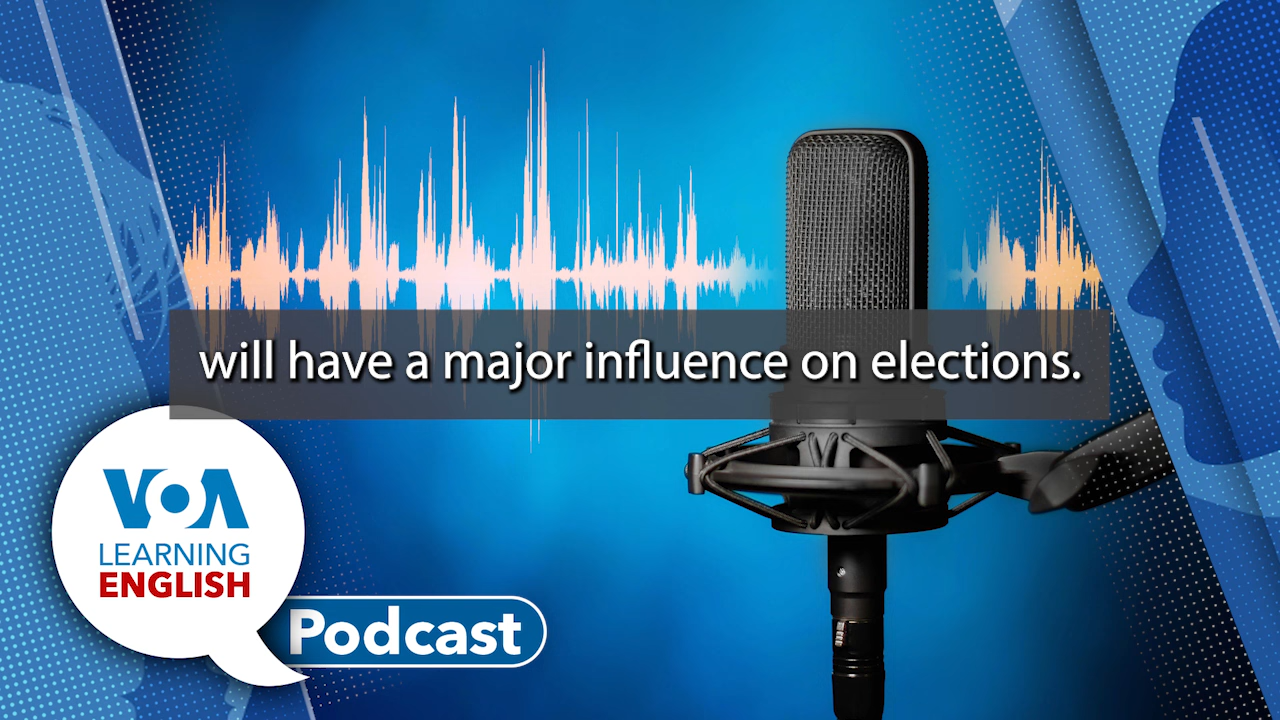 will have a major influence on elections.
VOA
LEARNING
ENGLISH
Podcast